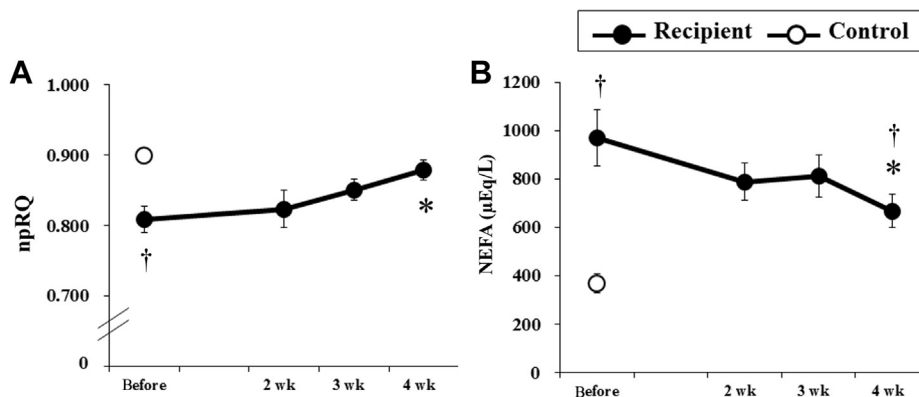 Recipient Control
A
npRQ
1.000
0.900
0.800
0.700
0
†
*
Before 2 wk 3 wk 4 wk
B
NEFA (µEq/L)
1200
1000
800
600
400
200
0
†
†
*
Before 2 wk 3 wk 4 wk